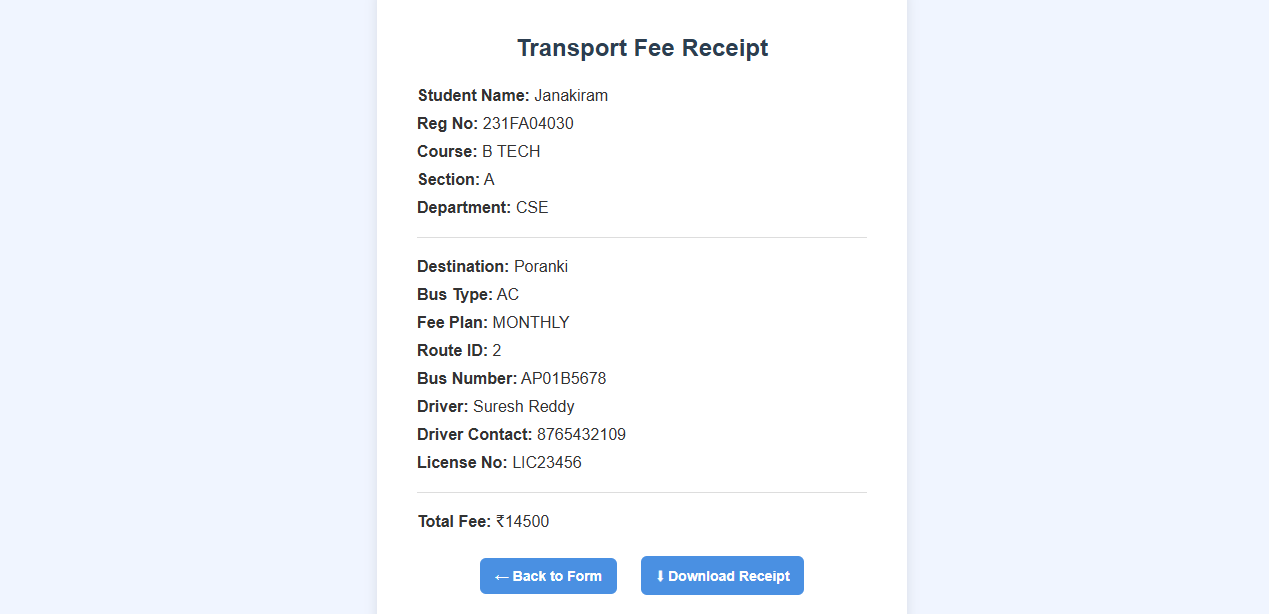 Transport Fee Receipt
Student Name: Janakiram
Reg No: 231FA04030
Course: B TECH
Section: A
Department: CSE
Destination: Poranki
Bus Type: AC
Fee Plan: MONTHLY
Route ID: 2
Bus Number: AP01B5678
Driver: Suresh Reddy
Driver Contact: 8765432109
License No: LIC23456
Total Fee: ₹14500
← Back to Form
⬇ Download Receipt